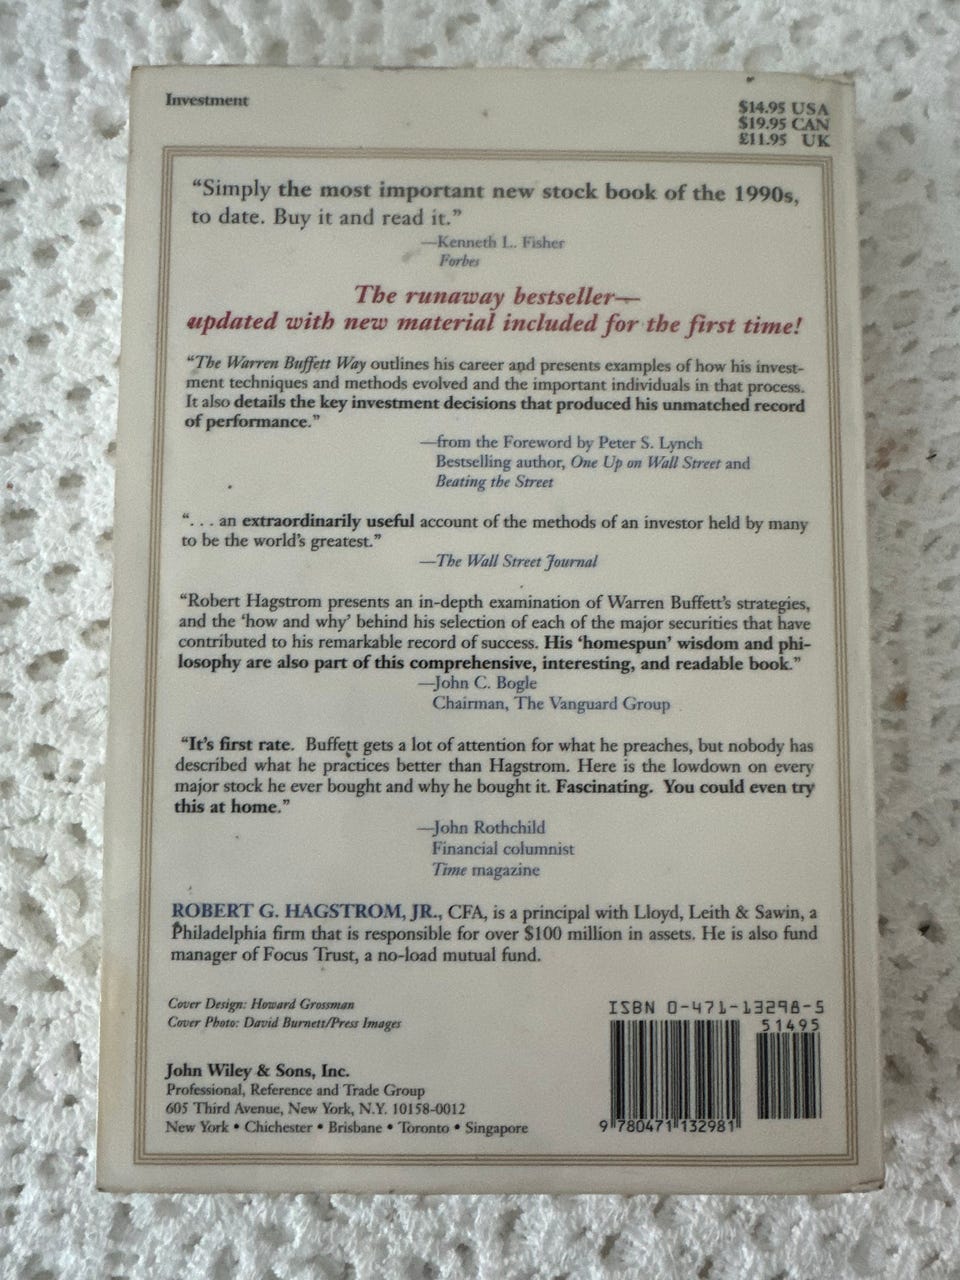 Investment
$14.95 USA
$19.95 CAN
£11.95 UK
“Simply the most important new stock book of the 1990s,
to date. Buy it and read it.”
—Kenneth L. Fisher
Forbes
The runaway bestseller—
updated with new material included for the first time!
“The Warren Buffett Way outlines his career and presents examples of how his invest-
ment techniques and methods evolved and the important individuals in that process.
It also details the key investment decisions that produced his unmatched record
of performance.”
—from the Foreword by Peter S. Lynch
Bestselling author, One Up on Wall Street and
Beating the Street
“. . . an extraordinarily useful account of the methods of an investor held by many
to be the world’s greatest.”
—The Wall Street Journal
“Robert Hagstrom presents an in-depth examination of Warren Buffett’s strategies,
and the ‘how and why’ behind his selection of each of the major securities that have
contributed to his remarkable record of success. His ‘homespun’ wisdom and phi-
losophy are also part of this comprehensive, interesting, and readable book.”
—John C. Bogle
Chairman, The Vanguard Group
“It’s first rate. Buffett gets a lot of attention for what he preaches, but nobody has
described what he practices better than Hagstrom. Here is the lowdown on every
major stock he ever bought and why he bought it. Fascinating. You could even try
this at home.”
—John Rothchild
Financial columnist
Time magazine
ROBERT G. HAGSTROM, JR., CFA, is a principal with Lloyd, Leith & Sawin, a
Philadelphia firm that is responsible for over $100 million in assets. He is also fund
manager of Focus Trust, a no-load mutual fund.
Cover Design: Howard Grossman
Cover Photo: David Burnett/Press Images
John Wiley & Sons, Inc.
Professional, Reference and Trade Group
605 Third Avenue, New York, N.Y. 10158-0012
New York • Chichester • Brisbane • Toronto • Singapore
ISBN 0-471-13298-5
51495
9 780471 132981